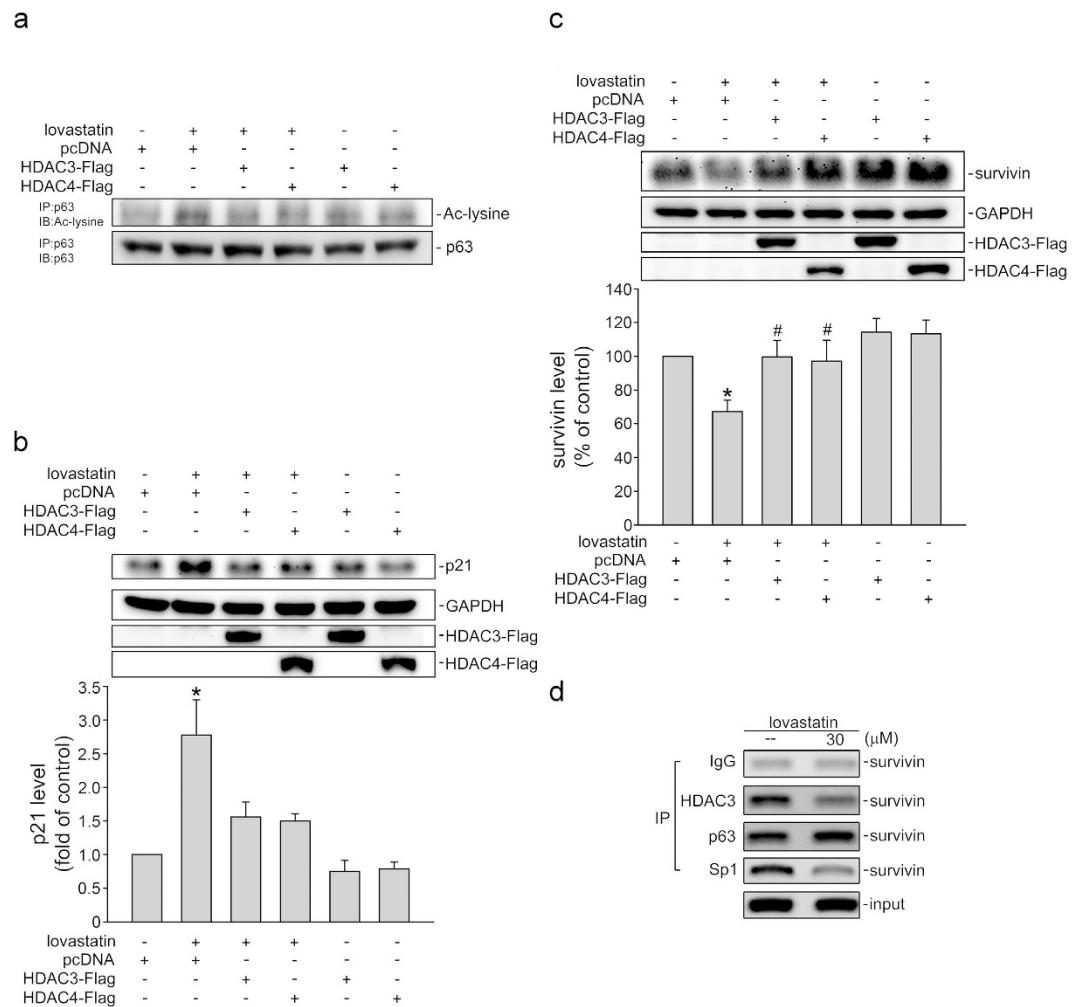 a
lovastatin - + + + - -
pcDNA + + - - - -
HDAC3-Flag - - + - + -
HDAC4-Flag - - - + - +
IP:p63
IB:Ac-lysine
-Ac-lysine
IP:p63
IB:p63
- p63
b
lovastatin - + + + - -
pcDNA + + - - - -
HDAC3-Flag - - + - + -
HDAC4-Flag - - - + - +
-p21
-GAPDH
-HDAC3-Flag
-HDAC4-Flag
p21 level
(fold of control)
3.5
3.0
2.5
2.0
1.5
1.0
0.5
0
*
lovastatin - + + + - -
pcDNA + + - - - -
HDAC3-Flag - - + - + -
HDAC4-Flag - - - + - +
c
lovastatin - + + + - -
pcDNA + + - - - -
HDAC3-Flag - - + - + -
HDAC4-Flag - - - + - +
-survivin
-GAPDH
-HDAC3-Flag
-HDAC4-Flag
survivin level
(% of control)
140
120
100
80
60
40
20
0
* # #
lovastatin - + + + - -
pcDNA + + - - - -
HDAC3-Flag - - + - + -
HDAC4-Flag - - - + - +
d
lovastatin
-- 30 (μM)
IP
IgG -survivin
HDAC3 -survivin
p63 -survivin
Sp1 -survivin
-input